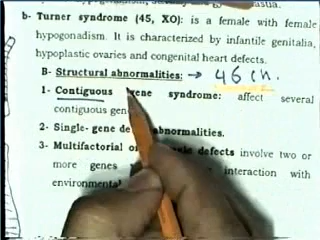 b- Turner syndrome (45, XO): is a female with female
hypogonadism. It is characterized by infantile genitalia,
hypoplastic ovaries and congenital heart defects.
B- Structural abnormalities: → 46 ch.
1- Contiguous gene syndrome: affect several
contiguous
2- Single- gene abnormalities.
3- Multifactorial defects involve two or
more genes interaction with